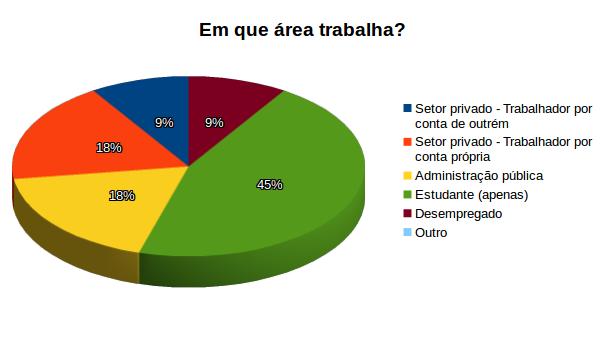 Em que área trabalha?
9%
9%
18%
18%
45%
Setor privado - Trabalhador por
conta de outrém
Setor privado - Trabalhador por
conta própria
Administração pública
Estudante (apenas)
Desempregado
Outro